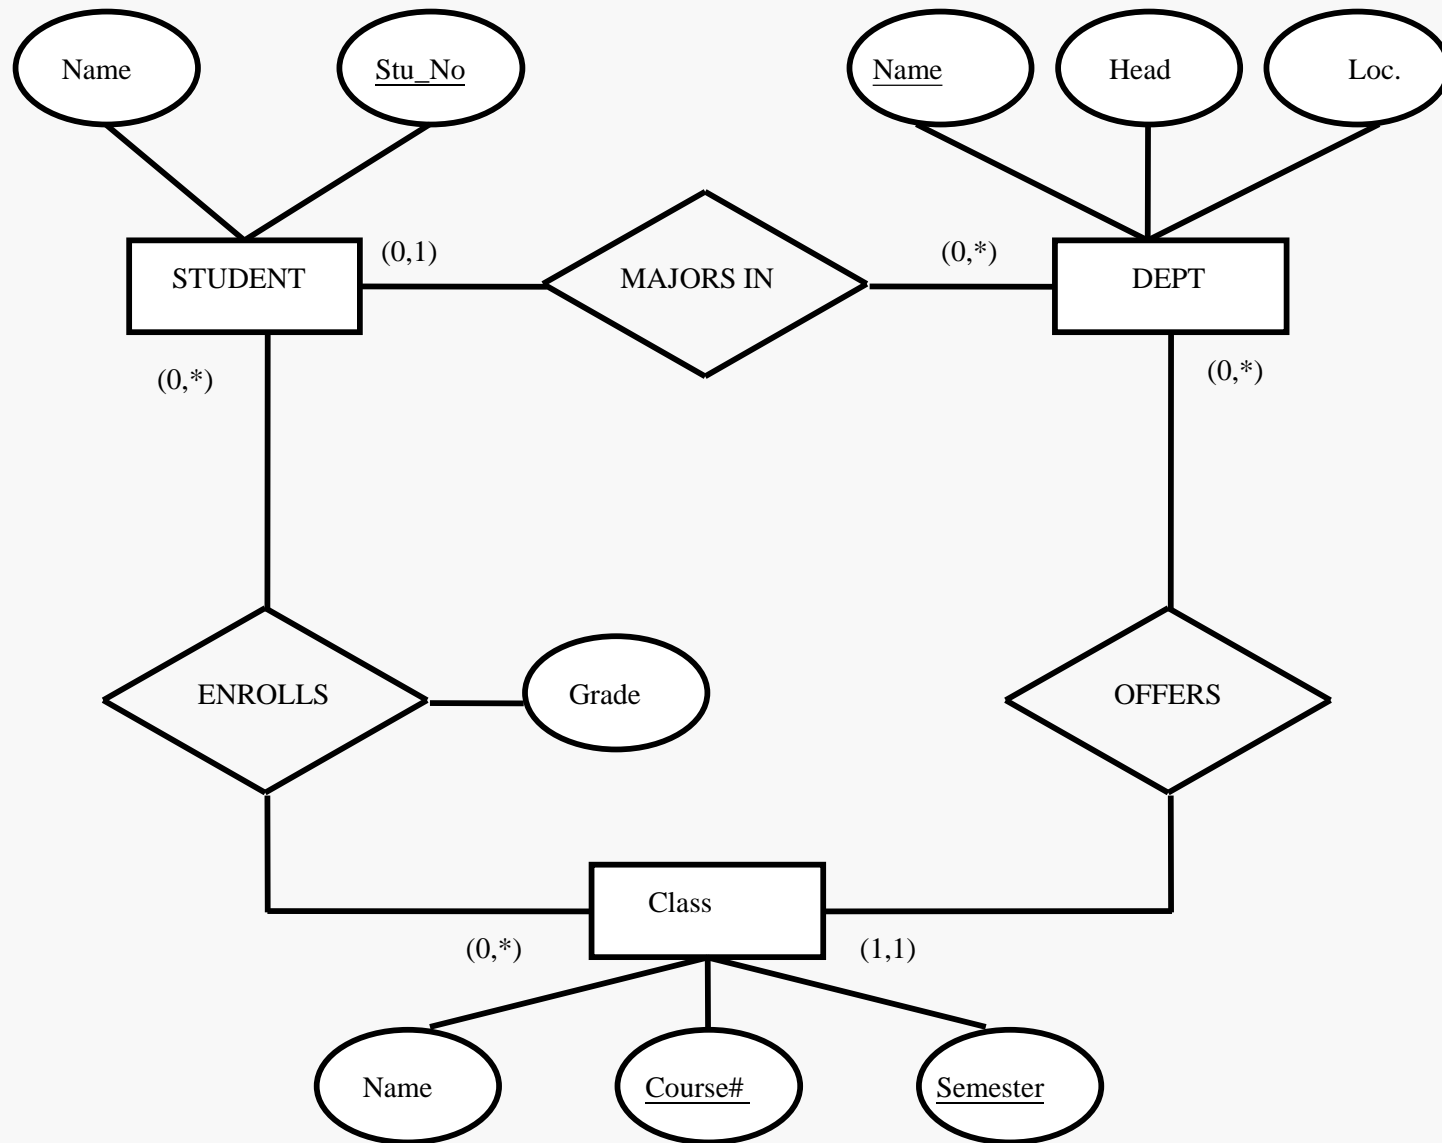 Name
Stu_No
Name
Head
Loc.
(0,1)
(0,*)
STUDENT
MAJORS IN
DEPT
(0,*)
(0,*)
ENROLLS
Grade
OFFERS
Class
(0,*)
(1,1)
Name
Course#
Semester